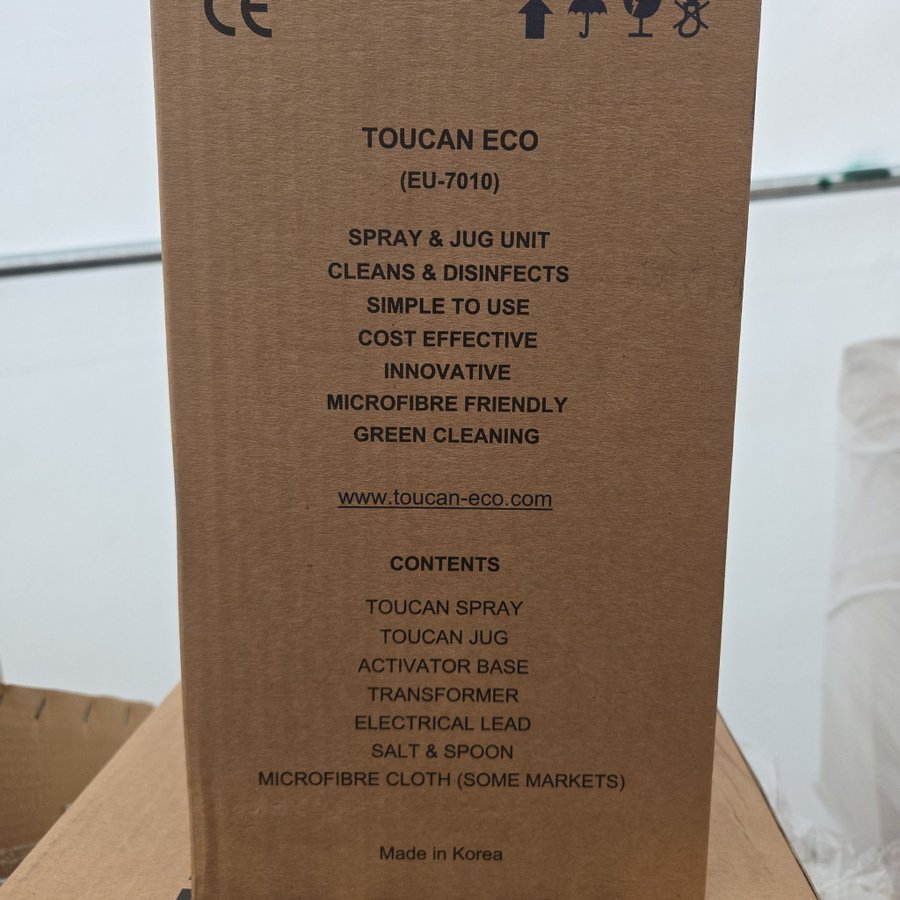 CE
TOUCAN ECO
(EU-7010)
SPRAY & JUG UNIT
CLEANS & DISINFECTS
SIMPLE TO USE
COST EFFECTIVE
INNOVATIVE
MICROFIBRE FRIENDLY
GREEN CLEANING
www.toucan-eco.com
CONTENTS
TOUCAN SPRAY
TOUCAN JUG
ACTIVATOR BASE
TRANSFORMER
ELECTRICAL LEAD
SALT & SPOON
MICROFIBRE CLOTH (SOME MARKETS)
Made in Korea